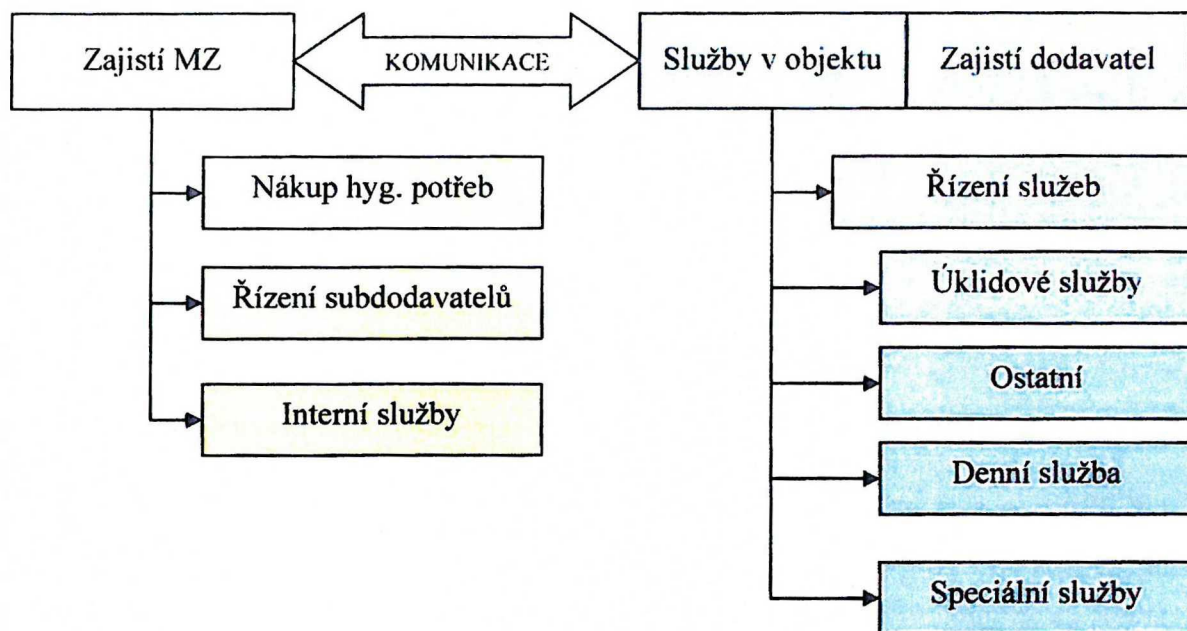 Zajistí MZ
KOMUNIKACE
Služby v objektu
Zajistí dodavatel
Nákup hyg. potřeb
Řízení subdodavatelů
Interní služby
Řízení služeb
Úklidové služby
Ostatní
Denní služba
Speciální služby